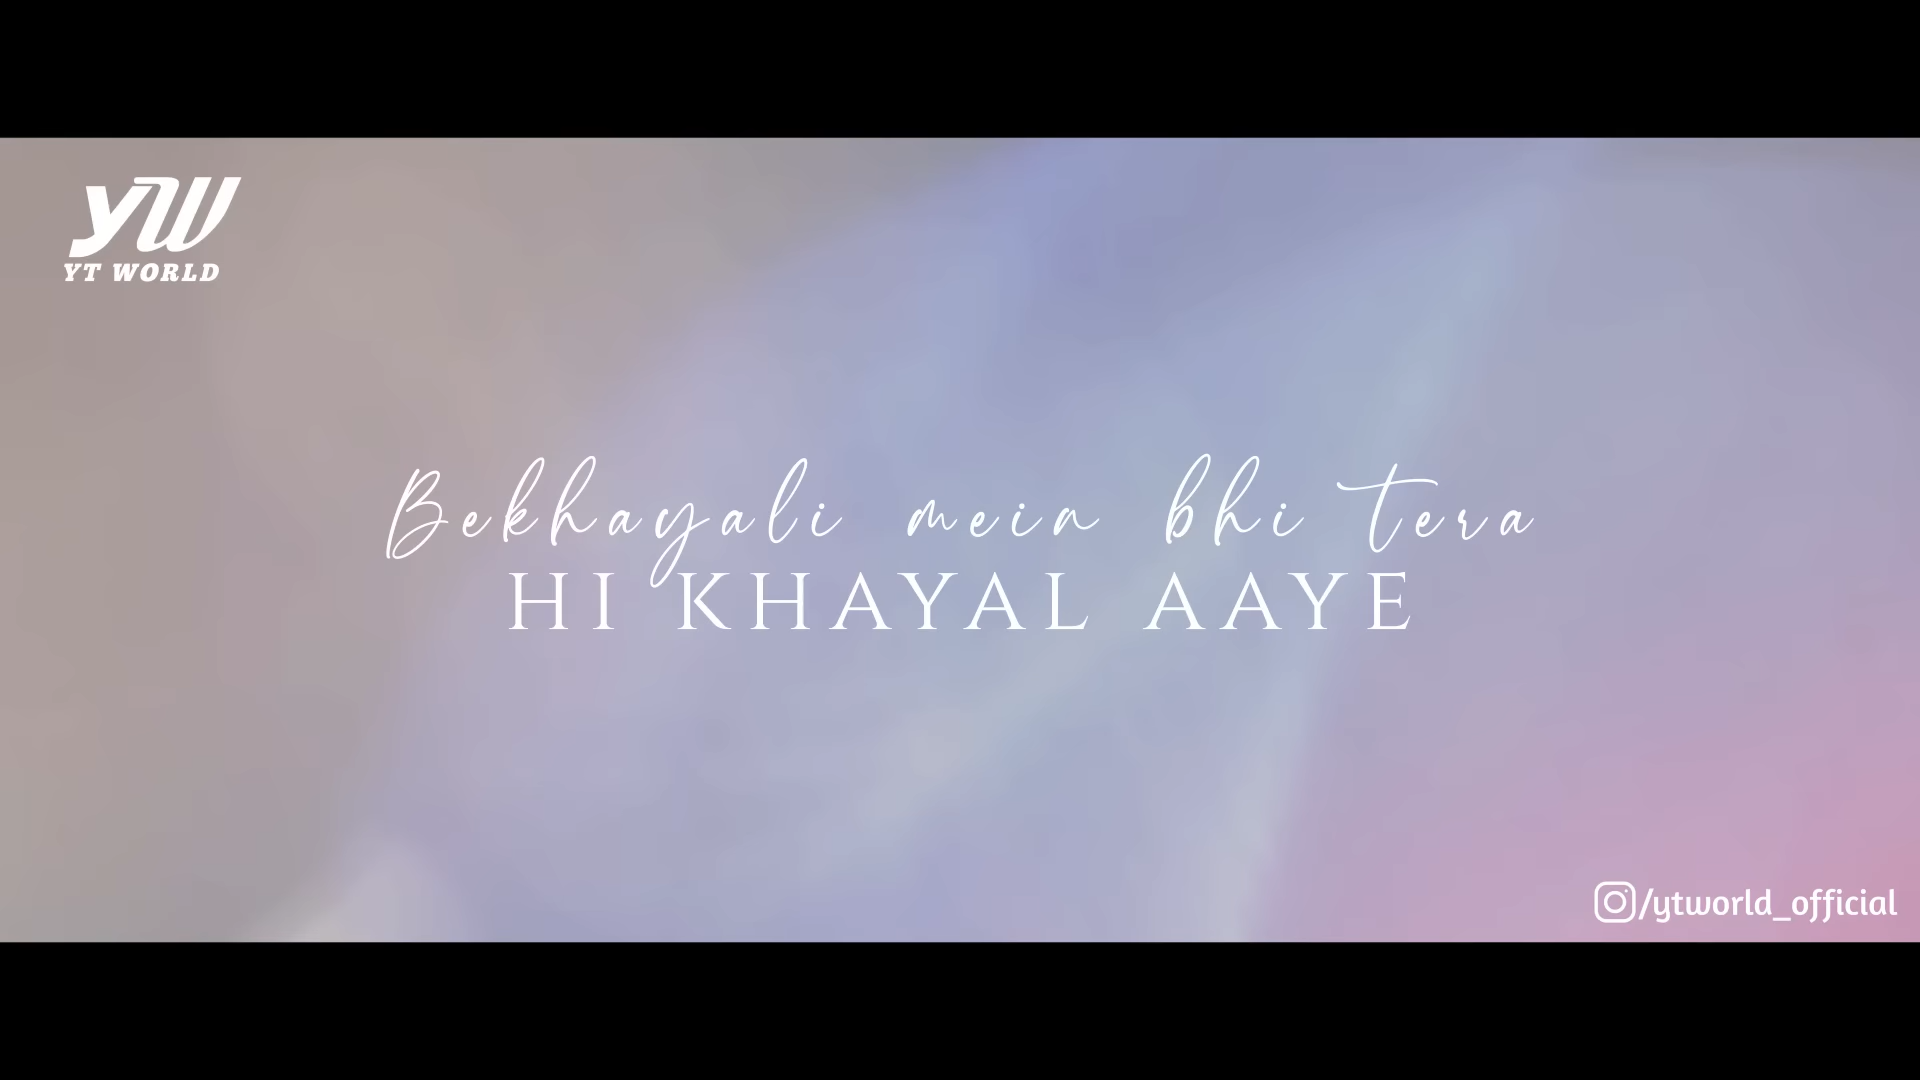 YW
YT WORLD
Bekhayali mein bhi tera
HI KHAYAL AAYE
/ytworld_official